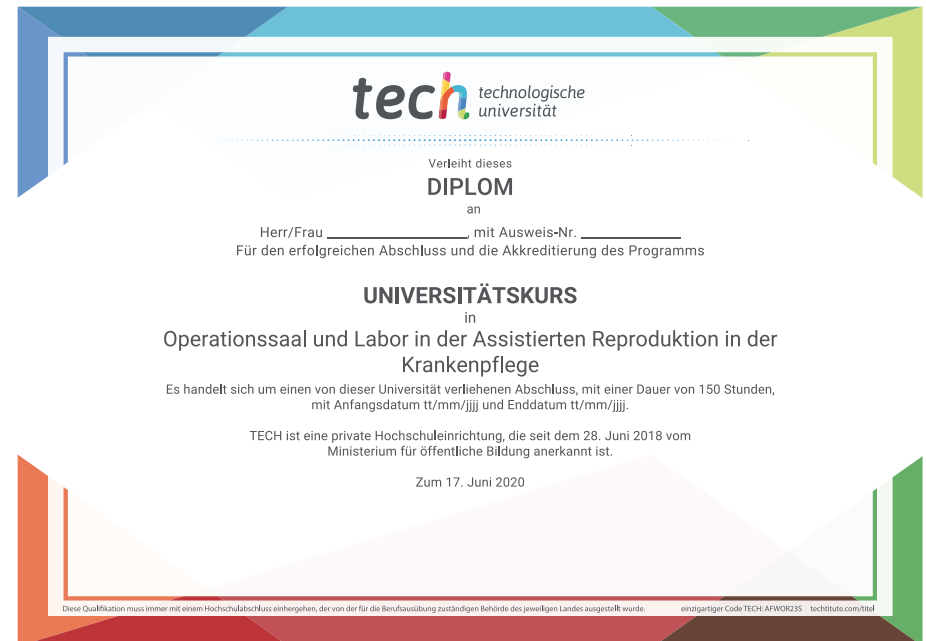 tech technologische
universität
Verleiht dieses
DIPLOM
an
Herr/Frau ____________________, mit Ausweis-Nr. ______________
Für den erfolgreichen Abschluss und die Akkreditierung des Programms
UNIVERSITÄTSKURS
in
Operationssaal und Labor in der Assistierten Reproduktion in der
Krankenpflege
Es handelt sich um einen von dieser Universität verliehenen Abschluss, mit einer Dauer von 150 Stunden,
mit Anfangsdatum tt/mm/jjjj und Enddatum tt/mm/jjjj.
TECH ist eine private Hochschuleinrichtung, die seit dem 28. Juni 2018 vom
Ministerium für öffentliche Bildung anerkannt ist.
Zum 17. Juni 2020
Diese Qualifikation muss immer mit einem Hochschulabschluss einhergehen, der von der für die Berufsausübung zuständigen Behörde des jeweiligen Landes ausgestellt wurde. einzigartiger Code TECH: AFWOR23S techtitute.com/titel